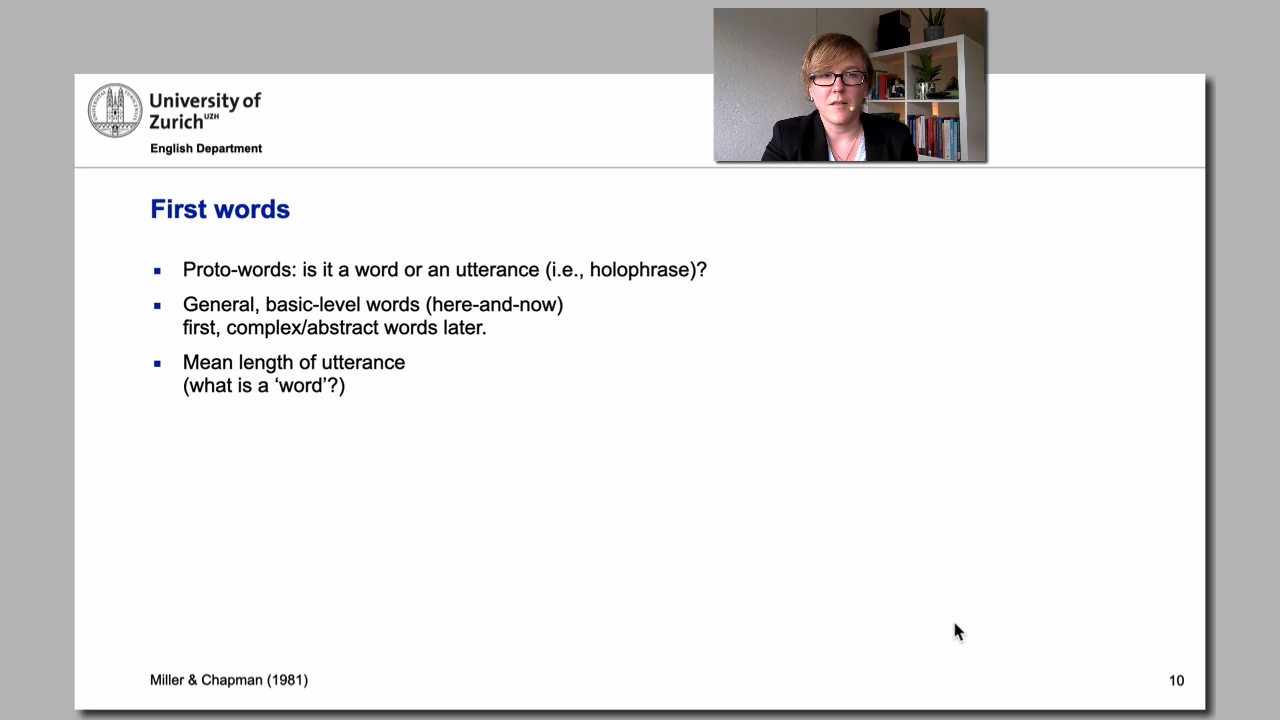 University of
Zurich UZH
English Department
First words
▪ Proto-words: is it a word or an utterance (i.e., holophrase)?
▪ General, basic-level words (here-and-now)
first, complex/abstract words later.
▪ Mean length of utterance
(what is a ‘word’?)
Miller & Chapman (1981)
10